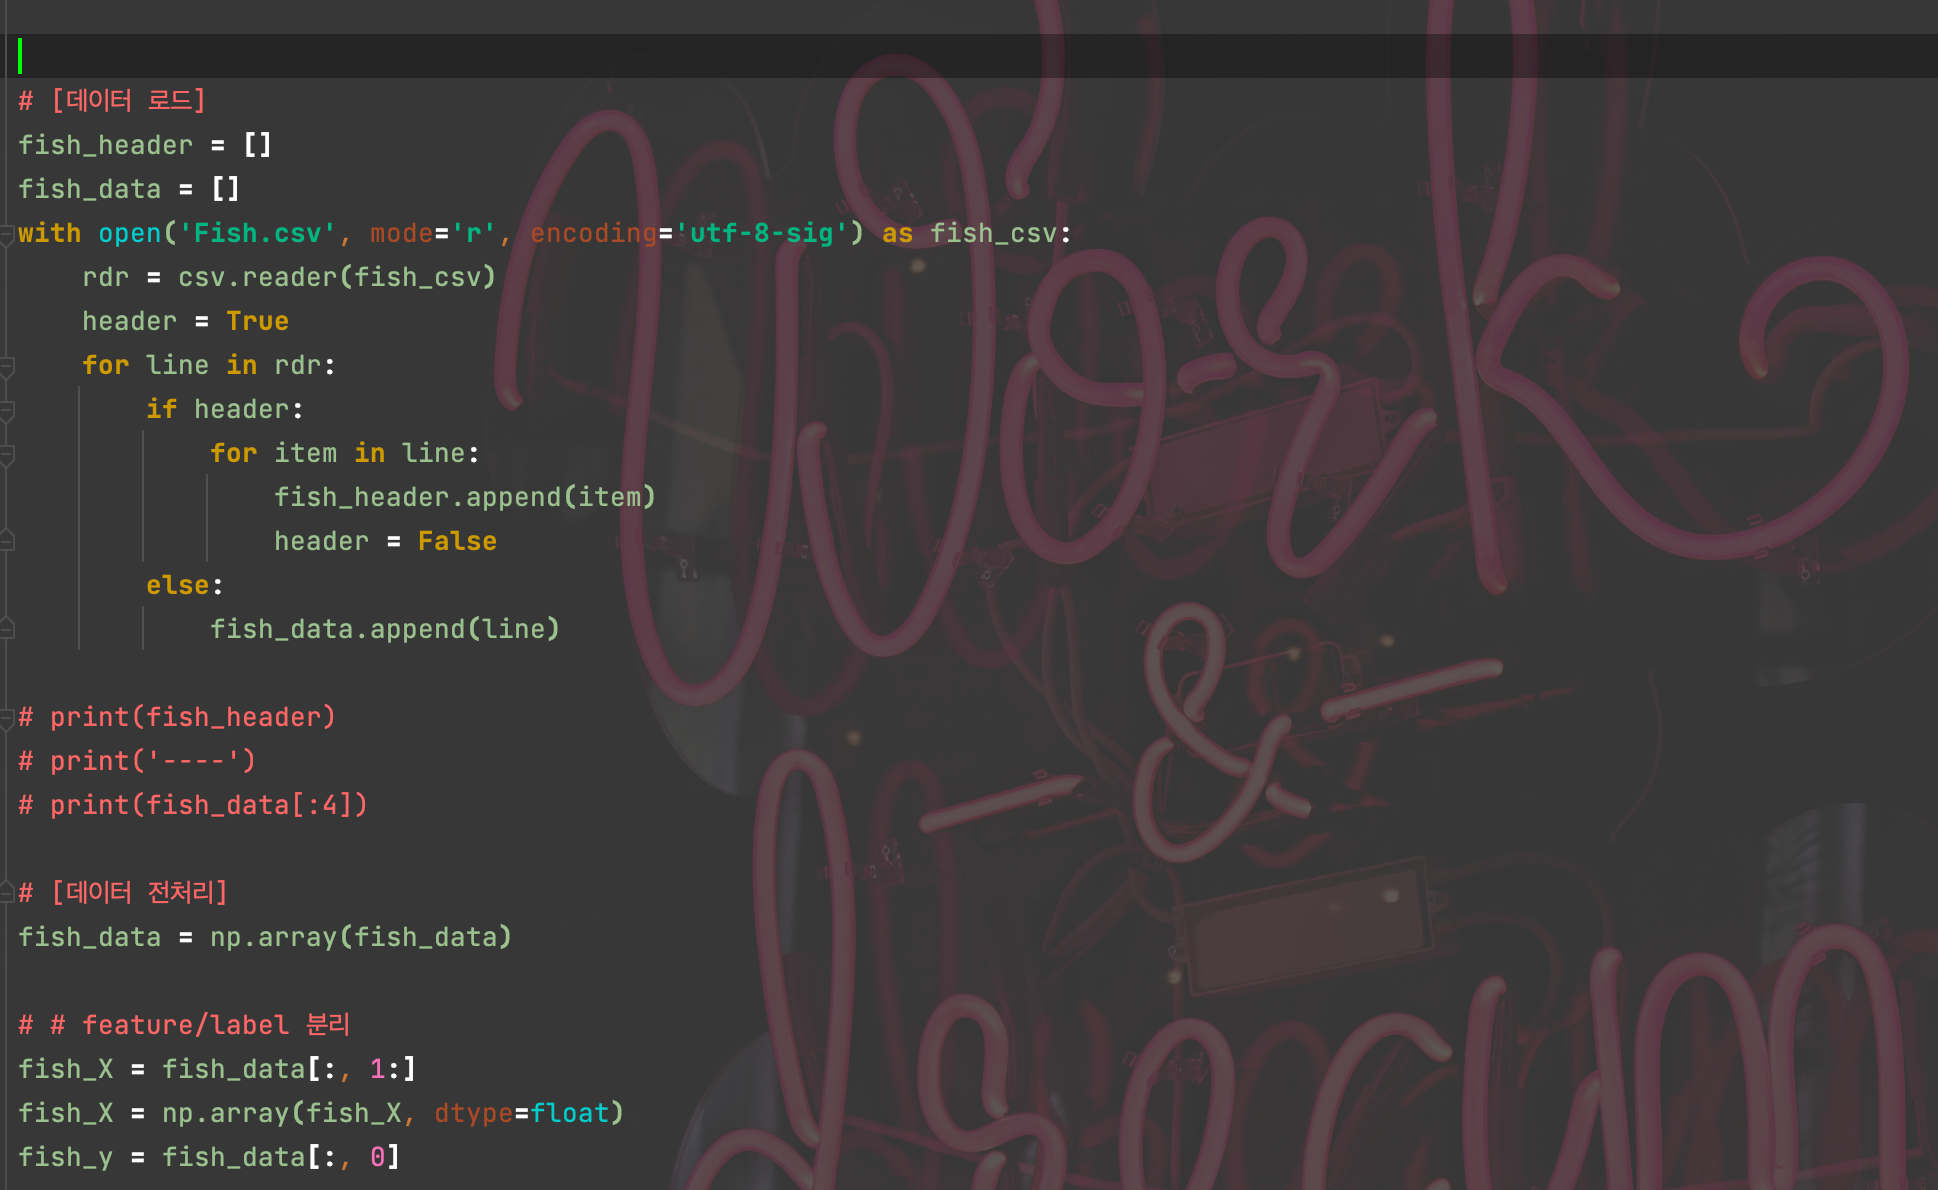 # [데이터 로드]
fish_header = []
fish_data = []
with open('Fish.csv', mode='r', encoding='utf-8-sig') as fish_csv:
    rdr = csv.reader(fish_csv)
    header = True
    for line in rdr:
        if header:
            for item in line:
                fish_header.append(item)
                header = False
        else:
            fish_data.append(line)
# print(fish_header)
# print('----')
# print(fish_data[:4])
# [데이터 전처리]
fish_data = np.array(fish_data)
# # feature/label 분리
fish_X = fish_data[:, 1:]
fish_X = np.array(fish_X, dtype=float)
fish_y = fish_data[:, 0]
Work
&